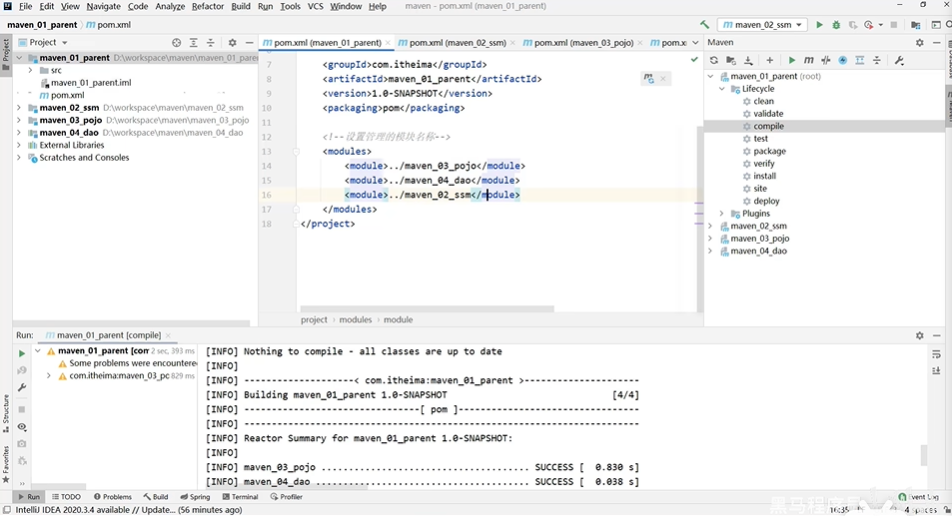 File Edit View Navigate Code Analyze Refactor Build Run Tools VCS Window Help maven - pom.xml
maven_01_parent pom.xml
maven_02_ssm
Project
pom.xml (maven_01_parent)
pom.xml (maven_02_ssm)
pom.xml (maven_03_pojo)
pom.xml
Maven
Project
maven_01_parent D:\workspace\maven\maven_01_parent
src
maven_01_parent.iml
pom.xml
maven_02_ssm D:\workspace\maven\maven_02_ssm
maven_03_pojo D:\workspace\maven\maven_03_pojo
maven_04_dao D:\workspace\maven\maven_04_dao
External Libraries
Scratches and Consoles
7 <groupId>com.itheima</groupId>
8 <artifactId>maven_01_parent</artifactId>
9 <version>1.0-SNAPSHOT</version>
10 <packaging>pom</packaging>
11
12 <!--设置管理的模块名称-->
13 <modules>
14 <module>../maven_03_pojo</module>
15 <module>../maven_04_dao</module>
16 <module>../maven_02_ssm</module>
17 </modules>
18 </project>
project modules module
maven_01_parent (root)
Lifecycle
clean
validate
compile
test
package
verify
install
site
deploy
Plugins
maven_02_ssm
maven_03_pojo
maven_04_dao
Run: maven_01_parent [compile]
maven_01_parent [com 2 sec, 393 ms
Some problems were encountered
com.itheima:maven_03_po 829 ms
[INFO] Nothing to compile - all classes are up to date
[INFO]
[INFO] ------------------< com.itheima:maven_01_parent >-------------------
[INFO] Building maven_01_parent 1.0-SNAPSHOT [4/4]
[INFO] --------------------------------[ pom ]---------------------------------
[INFO] ------------------------------------------------------------------------
[INFO] Reactor Summary for maven_01_parent 1.0-SNAPSHOT:
[INFO]
[INFO] maven_03_pojo ...................................... SUCCESS [ 0.830 s]
[INFO] maven_04_dao ....................................... SUCCESS [ 0.038 s]
Structure
Favorites
Run TODO Problems Build Spring Terminal Profiler
Event Log
IntelliJ IDEA 2020.3.4 available // Update... (56 minutes ago)
16:35
4 spaces
黑马程序员